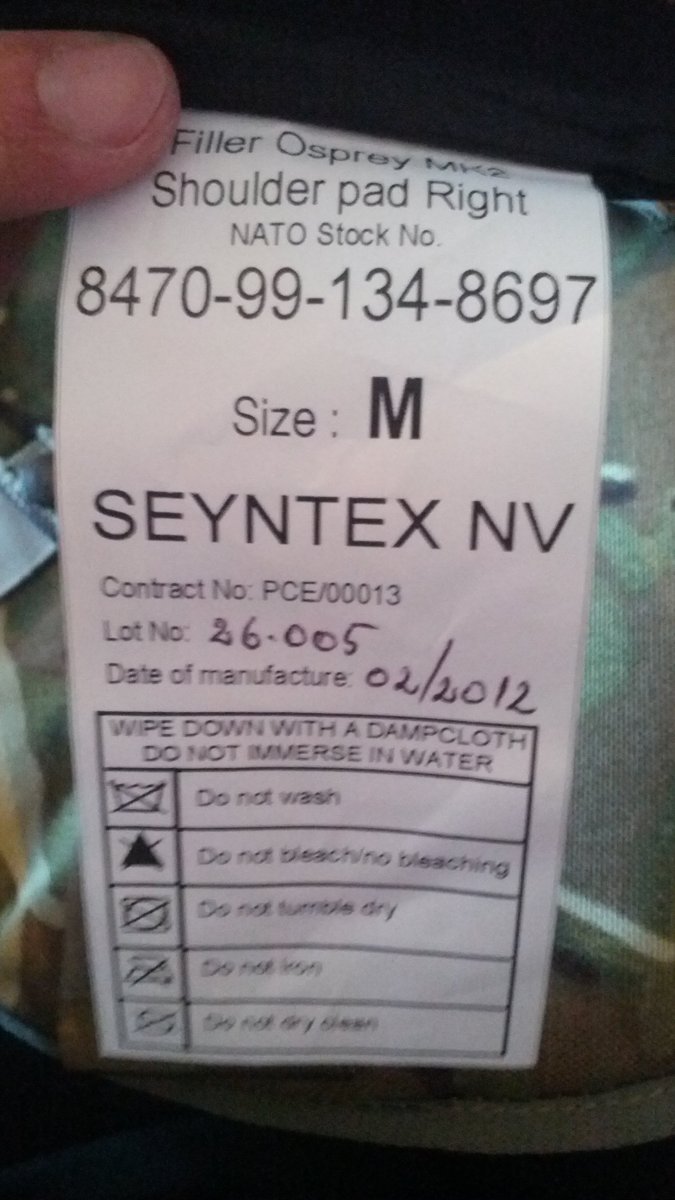 Filler Osprey MK2
Shoulder pad Right
NATO Stock No.
8470-99-134-8697
Size : M
SEYNTEX NV
Contract No: PCE/00013
Lot No: 26.005
Date of manufacture: 02/2012
WIPE DOWN WITH A DAMPCLOTH
DO NOT IMMERSE IN WATER
Do not wash
Do not bleach/no bleaching
Do not tumble dry
Do not iron
Do not dry clean